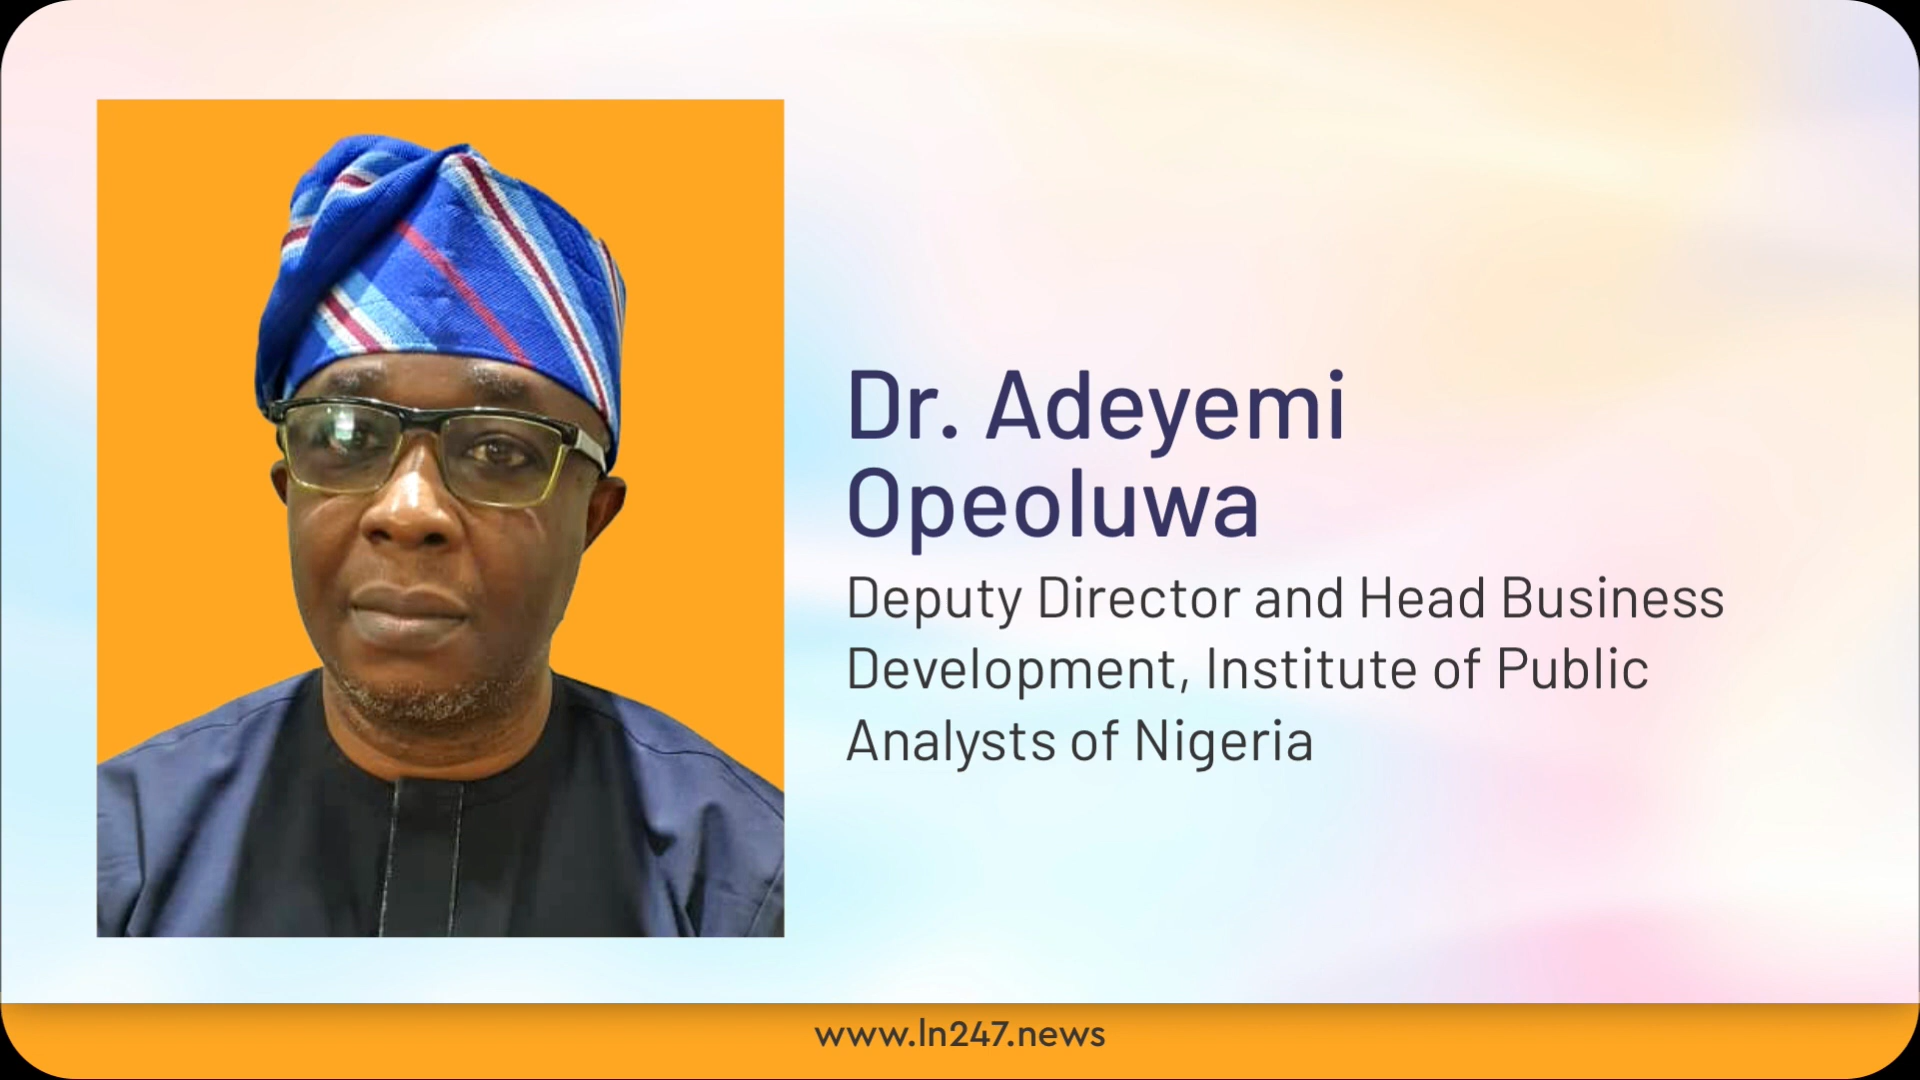 Dr. Adeyemi
Opeoluwa
Deputy Director and Head Business
Development, Institute of Public
Analysts of Nigeria
www.ln247.news